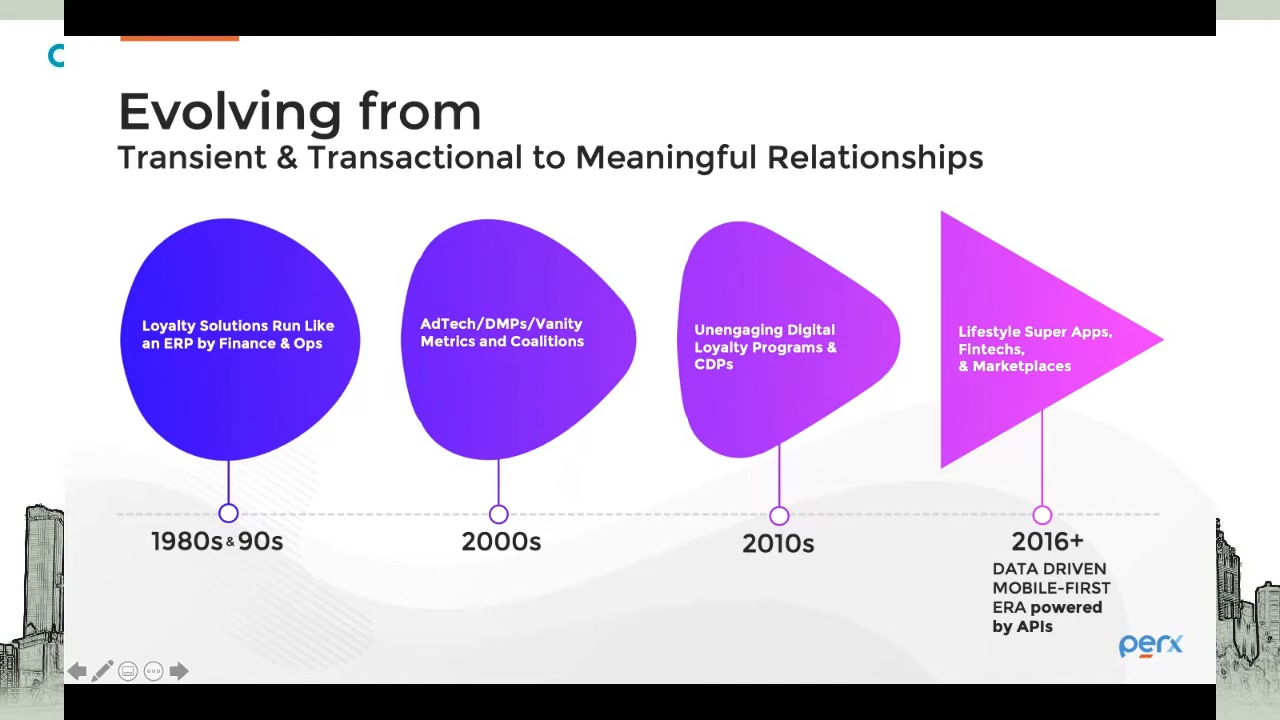 Evolving from
Transient & Transactional to Meaningful Relationships
Loyalty Solutions Run Like
an ERP by Finance & Ops
AdTech/DMPs/Vanity
Metrics and Coalitions
Unengaging Digital
Loyalty Programs &
CDPs
Lifestyle Super Apps,
Fintechs,
& Marketplaces
1980s & 90s
2000s
2010s
2016+
DATA DRIVEN
MOBILE-FIRST
ERA powered
by APIs
perx